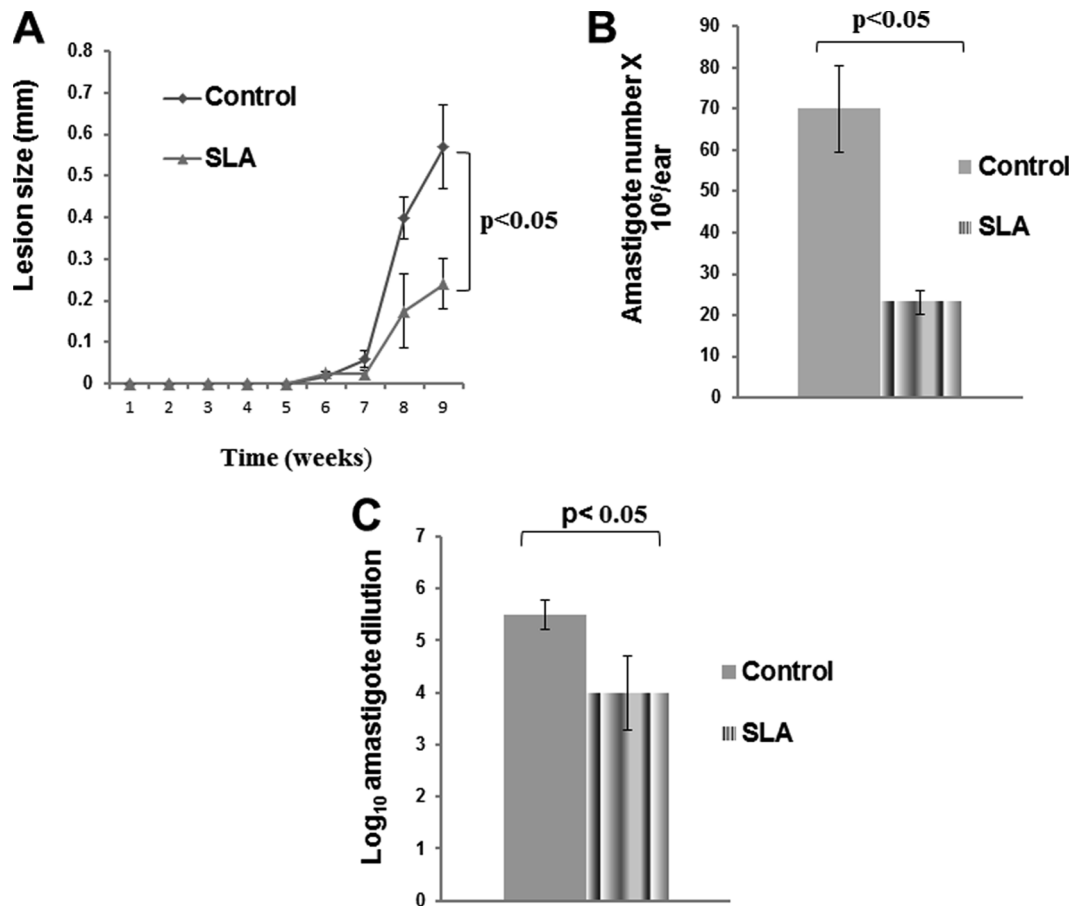 A
0.8
0.7
0.6
0.5
0.4
0.3
0.2
0.1
0
Control
SLA
p<0.05
1 2 3 4 5 6 7 8 9
Lesion size (mm)
Time (weeks)
B
p<0.05
90
80
70
60
50
40
30
20
10
0
Amastigote number X
10⁶/ear
Control
SLA
C
p< 0.05
7
6
5
4
3
2
1
0
Log₁₀ amastigote dilution
Control
SLA